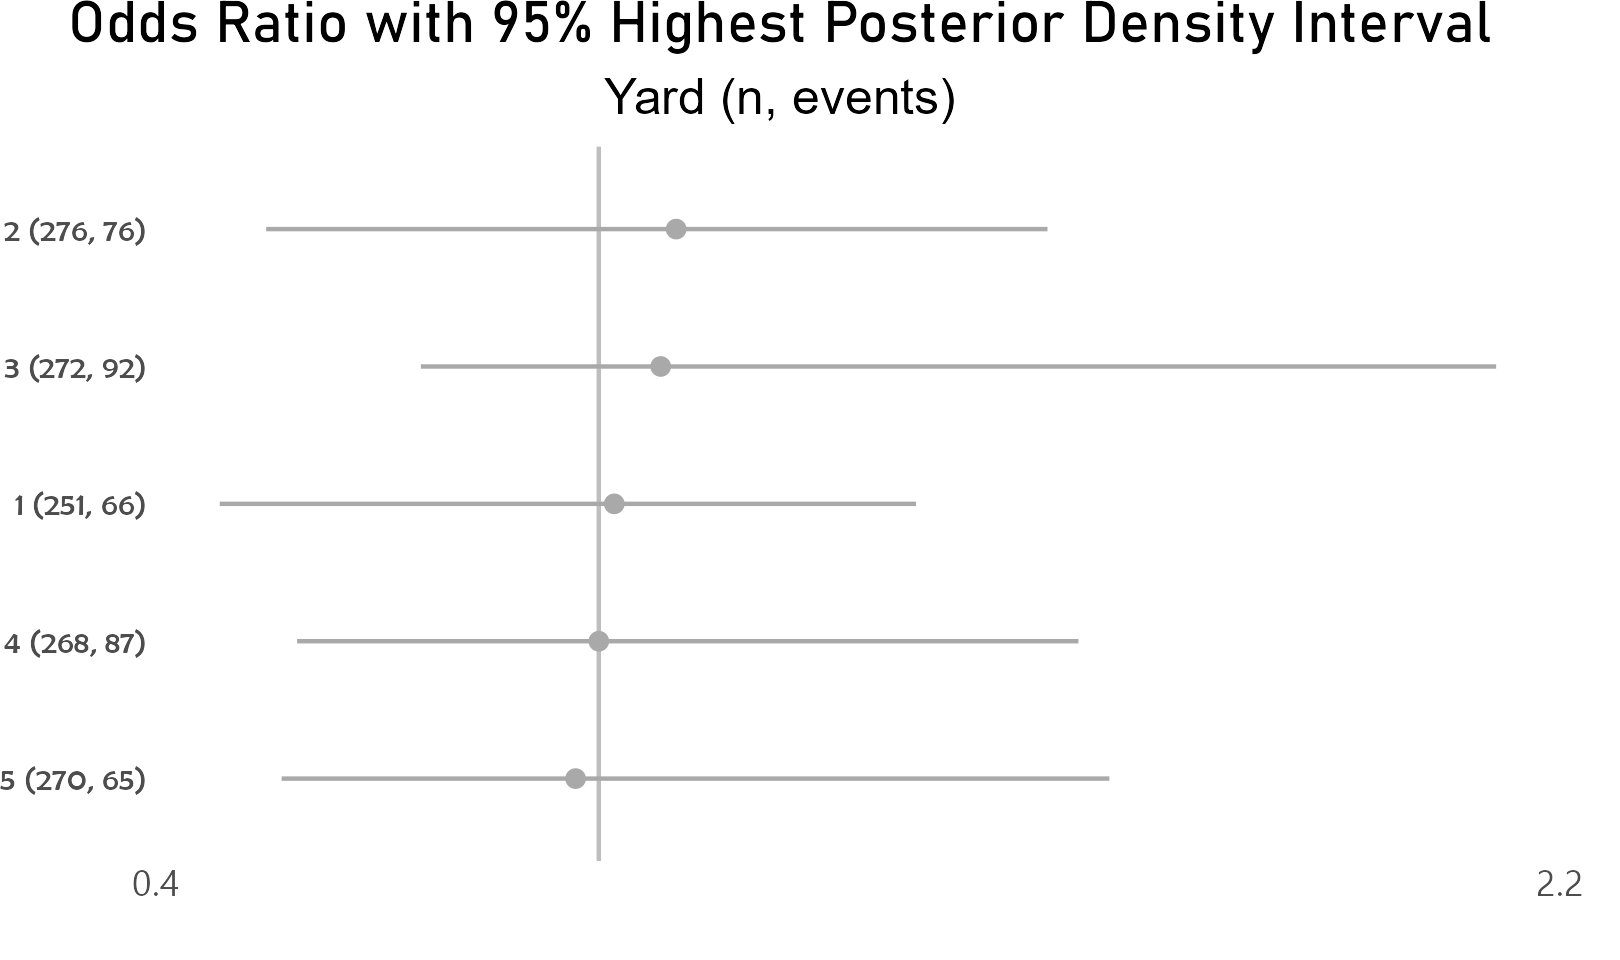 Odds Ratio with 95% Highest Posterior Density Interval
Yard (n, events)
2 (276, 76)
3 (272, 92)
1 (251, 66)
4 (268, 87)
5 (270, 65)
0.4
2.2